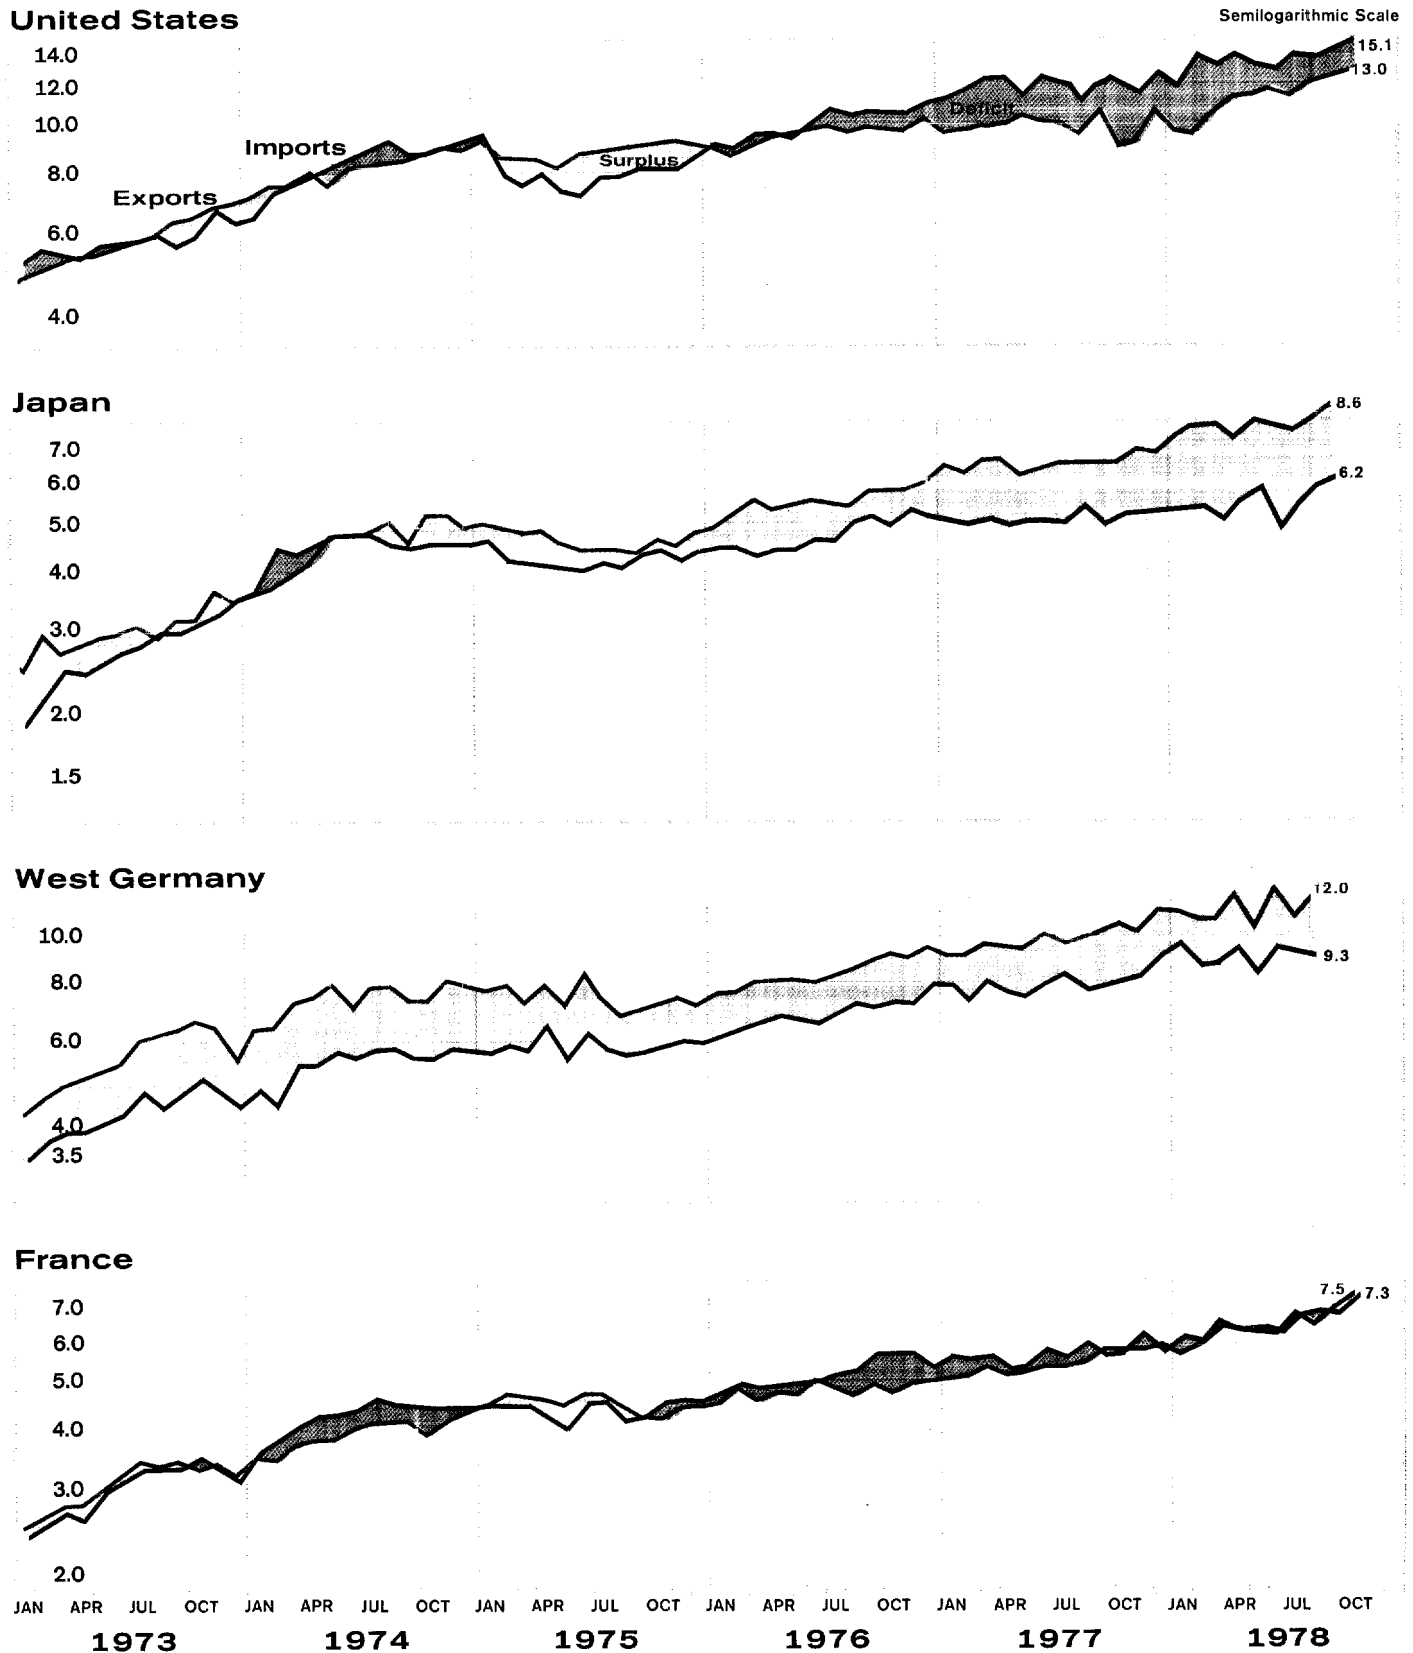 United States
Semilogarithmic Scale
14.0
15.1
13.0
12.0
10.0
Deficit
Imports
8.0
Surplus
Exports
6.0
4.0
Japan
8.6
7.0
6.0
6.2
5.0
4.0
3.0
2.0
1.5
West Germany
12.0
10.0
9.3
8.0
6.0
4.0
3.5
France
7.5
7.3
7.0
6.0
5.0
4.0
3.0
2.0
JAN APR JUL OCT JAN APR JUL OCT JAN APR JUL OCT JAN APR JUL OCT JAN APR JUL OCT JAN APR JUL OCT
1973 1974 1975 1976 1977 1978